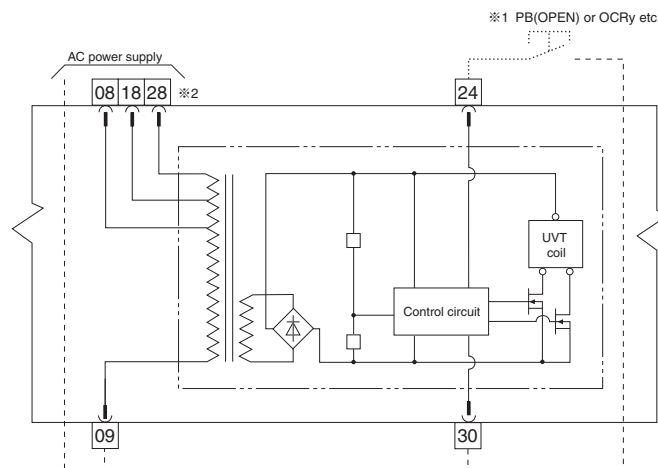 ※1 PB(OPEN) or OCRy etc
AC power supply
08 18 28 ※2
24
UVT
coil
Control circuit
09
30